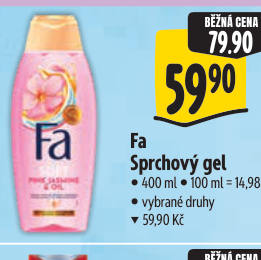 BĚŽNÁ CENA
79.90
59⁹⁰
Fa
PINK JASMINE
& OIL
Fa
Sprchový gel
• 400 ml • 100 ml = 14,98
• vybrané druhy
▾ 59,90 Kč
BĚŽNÁ CENA